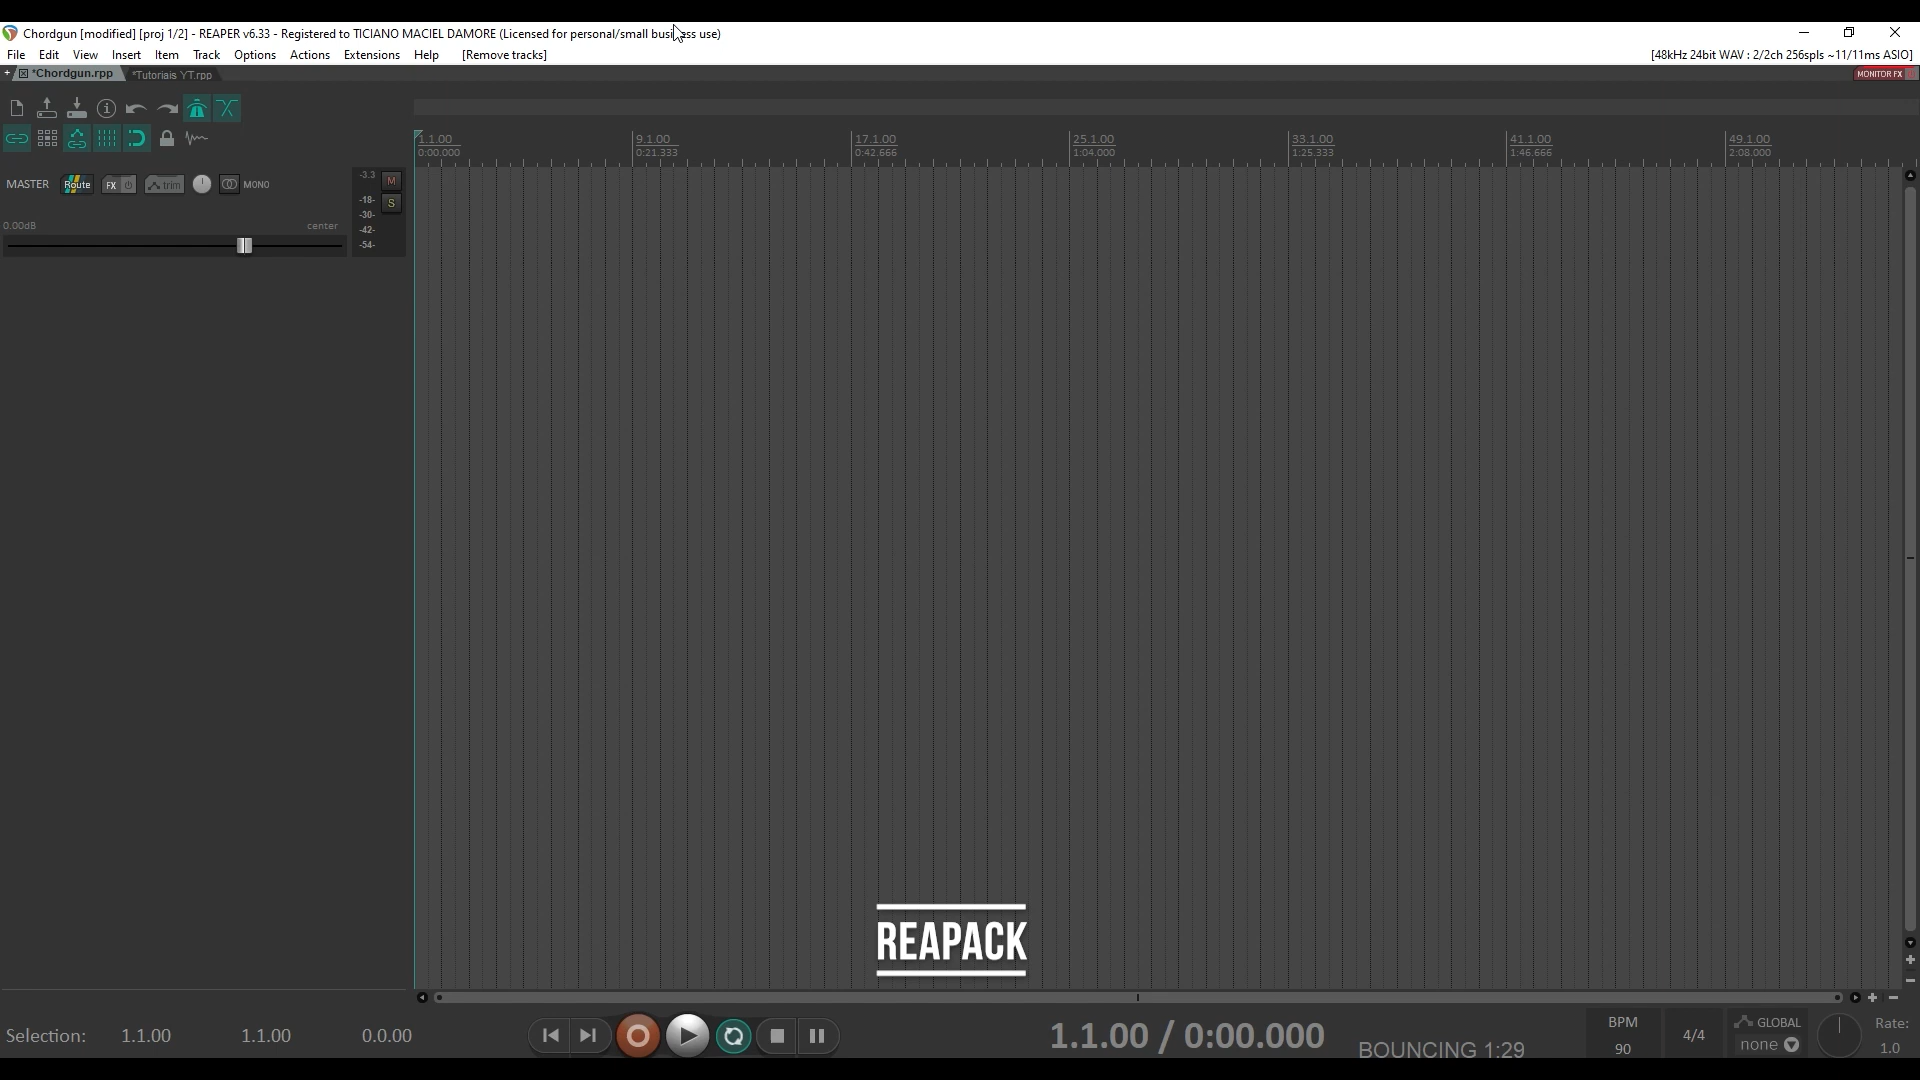 Chordgun [modified] [proj 1/2] - REAPER v6.33 - Registered to TICIANO MACIEL DAMORE (Licensed for personal/small business use)
File Edit View Insert Item Track Options Actions Extensions Help [Remove tracks]
[48kHz 24bit WAV : 2/2ch 256spls ~11/11ms ASIO]
+ *Chordgun.rpp *Tutoriais YT.rpp
MONITOR FX
1.1.00 9.1.00 17.1.00 25.1.00 33.1.00 41.1.00 49.1.00
0:00.000 0:21.333 0:42.666 1:04.000 1:25.333 1:46.666 2:08.000
MASTER Route FX trim MONO
-3.3 M
-18- S
-30-
-42-
-54-
0.00dB center
REAPACK
Selection: 1.1.00 1.1.00 0.0.00
1.1.00 / 0:00.000
BOUNCING 1:29
BPM
90
4/4
GLOBAL
none
Rate:
1.0